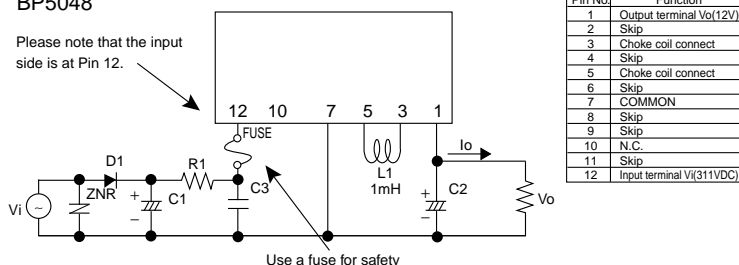 BP5048
Please note that the input
side is at Pin 12.
12 10 7 5 3 1
FUSE
D1
R1
L1
1mH
Io
ZNR
+
C1
−
C3
+
C2
−
Vi
Vo
Use a fuse for safety
Pin No. Function
1 Output terminal Vo(12V)
2 Skip
3 Choke coil connect
4 Skip
5 Choke coil connect
6 Skip
7 COMMON
8 Skip
9 Skip
10 N.C.
11 Skip
12 Input terminal Vi(311VDC)